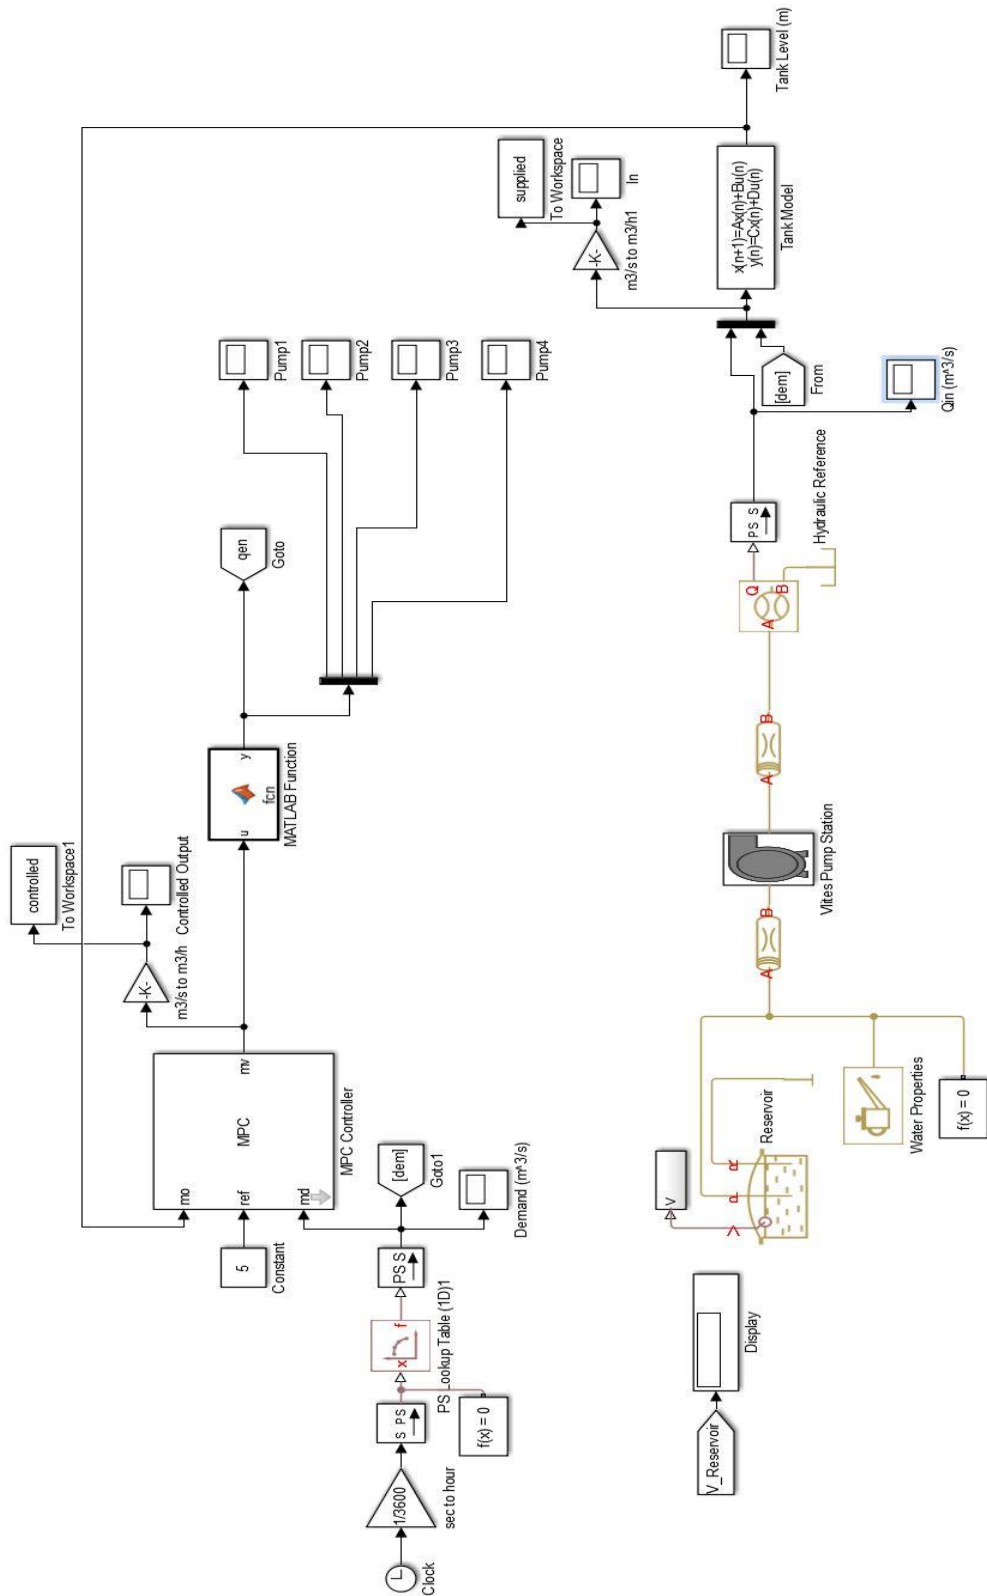 Clock
1/3600
sec to hour
S PS
f(x) = 0
x
f
PS Lookup Table (1D)1
PS S
[dem]
Goto1
Demand (m^3/s)
5
Constant
mo
ref
md
MPC
mv
MPC Controller
-K-
m3/s to m3/h
controlled
To Workspace1
Controlled Output
u
fcn
y
MATLAB Function
qen
Goto
Pump1
Pump2
Pump3
Pump4
V_Reservoir
Display
V
V
P
R
Reservoir
Water Properties
f(x) = 0
A
B
Vlites Pump Station
A
B
A
Q
B
Hydraulic Reference
PS S
Qin (m^3/s)
[dem]
From
-K-
m3/s to m3/h1
supplied
To Workspace
In
x(n+1)=Ax(n)+Bu(n)
y(n)=Cx(n)+Du(n)
Tank Model
Tank Level (m)